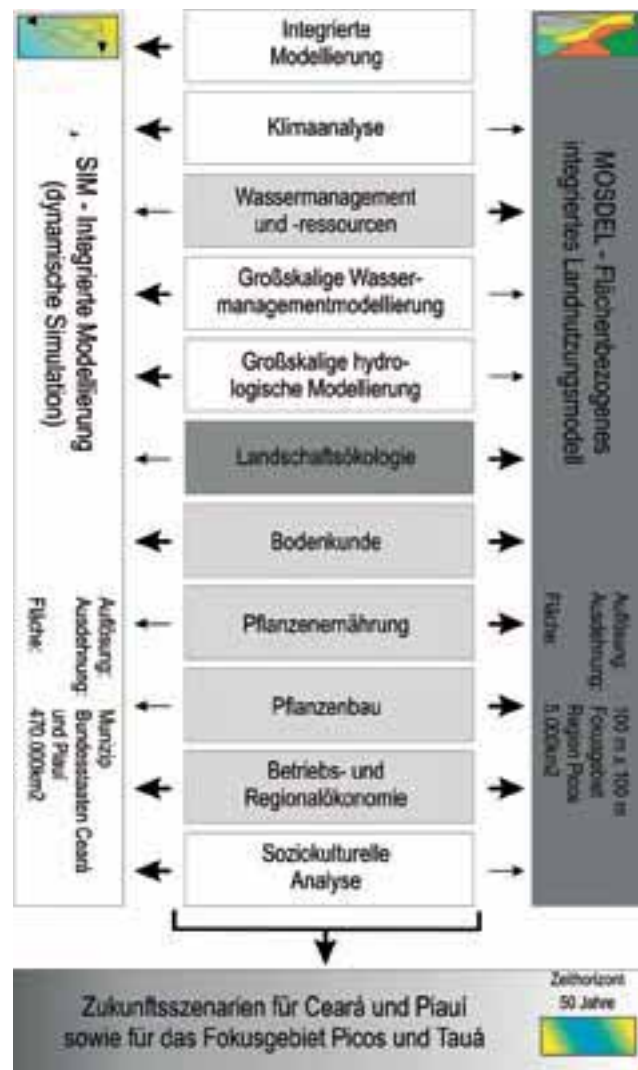 Integrierte
Modellierung
Klimaanalyse
Wassermanagement
und -ressourcen
Großskalige Wasser-
managementmodellierung
Großskalige hydro-
logische Modellierung
Landschaftsökologie
Bodenkunde
Pflanzenernährung
Pflanzenbau
Betriebs- und
Regionalökonomie
Soziokulturelle
Analyse
SIM - Integrierte Modellierung
(dynamische Simulation)
Auflösung: Munizip
Ausdehnung: Bundesstaaten Ceará
und Piauí
Fläche: 470.000km2
MOSDEL - Flächenbezogenes
integriertes Landnutzungsmodell
Auflösung: 100 m x 100 m
Ausdehnung: Fokusgebiet
Region Picos
Fläche: 5.000km2
Zukunftsszenarien für Ceará und Piauí
sowie für das Fokusgebiet Picos und Tauá
Zeithorizont
50 Jahre